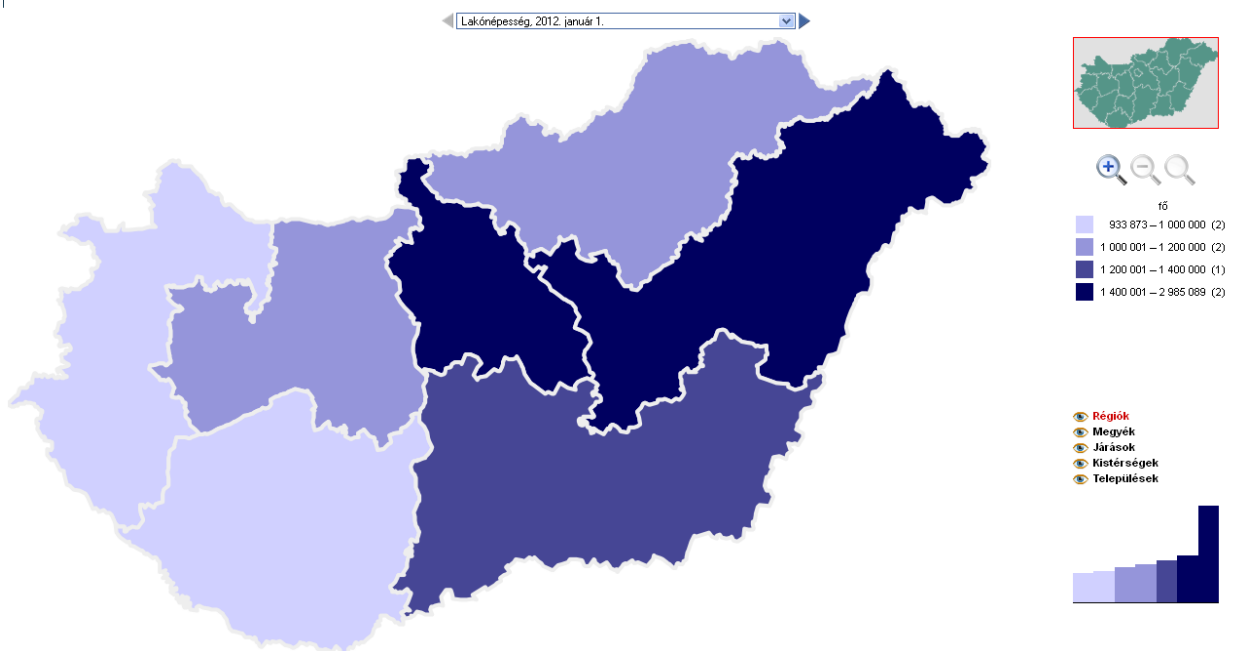 Lakónépesség, 2012. január 1.
fő
933 873 – 1 000 000 (2)
1 000 001 – 1 200 000 (2)
1 200 001 – 1 400 000 (1)
1 400 001 – 2 985 089 (2)
Régiók
Megyék
Járások
Kistérségek
Települések